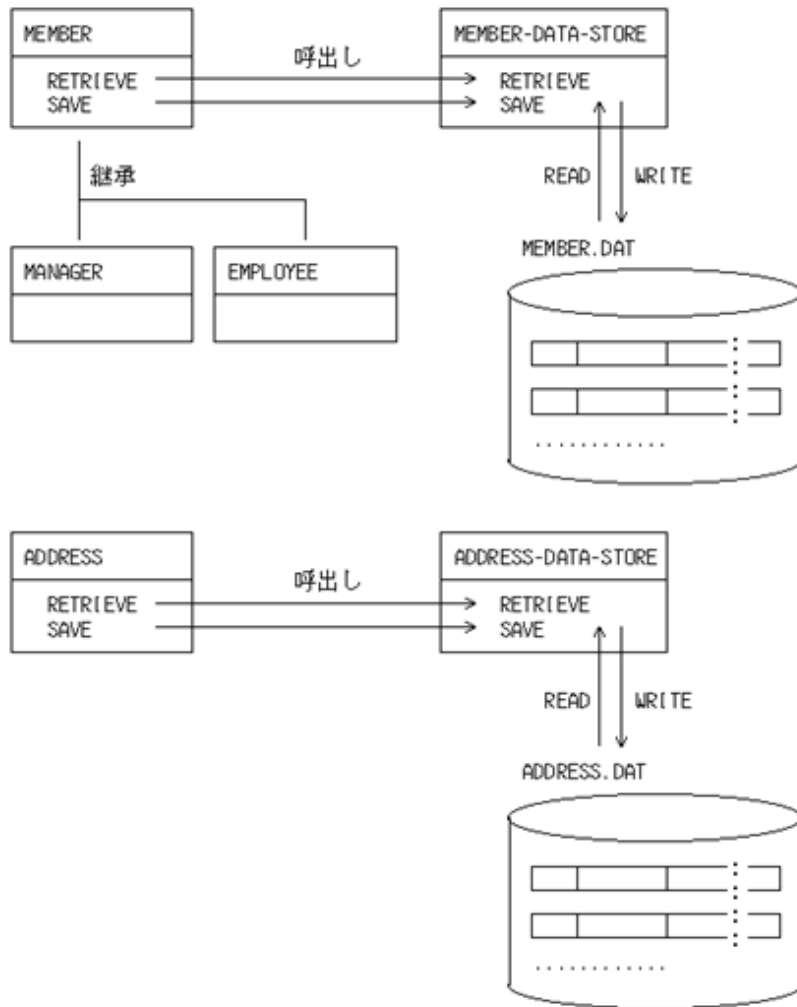 MEMBER
RETRIEVE
SAVE
呼出し
MEMBER-DATA-STORE
RETRIEVE
SAVE
継承
MANAGER
EMPLOYEE
READ
WRITE
MEMBER.DAT
ADDRESS
RETRIEVE
SAVE
呼出し
ADDRESS-DATA-STORE
RETRIEVE
SAVE
READ
WRITE
ADDRESS.DAT